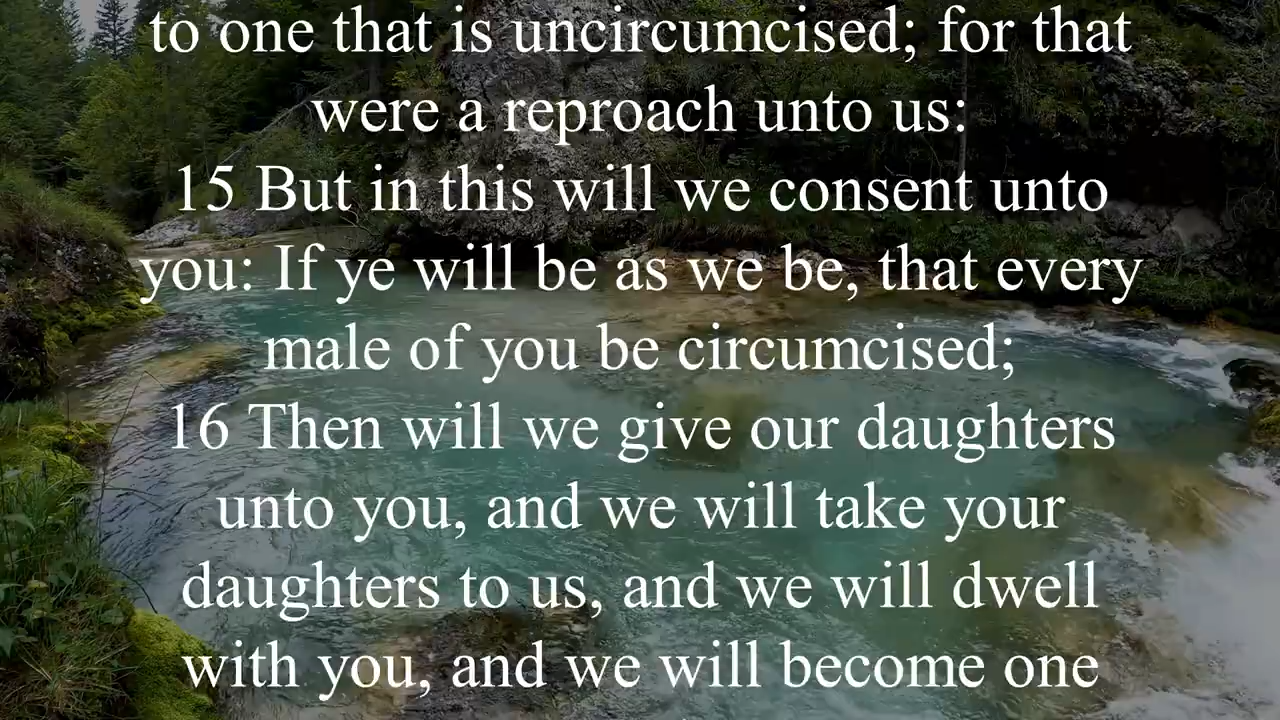 to one that is uncircumcised; for that
were a reproach unto us:
15 But in this will we consent unto
you: If ye will be as we be, that every
male of you be circumcised;
16 Then will we give our daughters
unto you, and we will take your
daughters to us, and we will dwell
with you, and we will become one